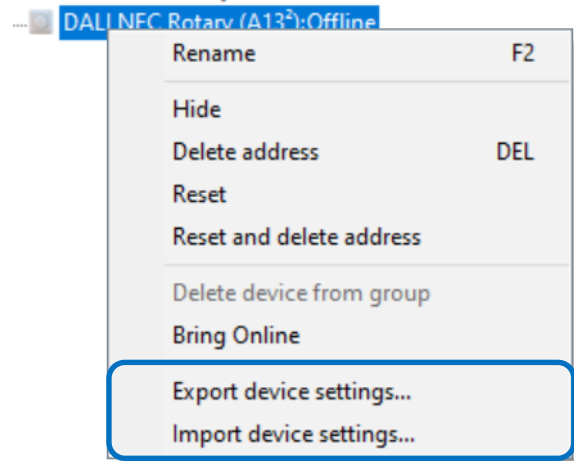 DALI NFC Rotary (A13²):Offline
Rename F2
Hide
Delete address DEL
Reset
Reset and delete address
Delete device from group
Bring Online
Export device settings...
Import device settings...